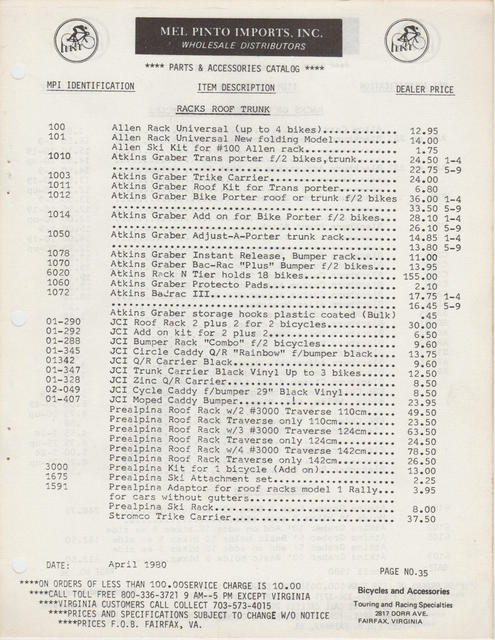 MEL PINTO IMPORTS, INC.
WHOLESALE DISTRIBUTORS
**** PARTS & ACCESSORIES CATALOG ****
MPI IDENTIFICATION ITEM DESCRIPTION DEALER PRICE
RACKS ROOF TRUNK
100 Allen Rack Universal (up to 4 bikes)............ 12.95
101 Allen Rack Universal New folding Model.......... 14.00
Allen Ski Kit for #100 Allen rack............... 1.75
1010 Atkins Graber Trans porter f/2 bikes,trunk...... 24.50 1-4
................................................ 22.75 5-9
1003 Atkins Graber Trike Carrier..................... 24.00
1011 Atkins Graber Roof Kit for Trans porter......... 6.80
1012 Atkins Graber Bike Porter roof or trunk f/2 bikes 36.00 1-4
................................................ 33.50 5-9
1014 Atkins Graber Add on for Bike Porter f/2 bikes... 28.10 1-4
................................................ 26.10 5-9
1050 Atkins Graber Adjust-A-Porter trunk rack........ 14.85 1-4
................................................ 13.80 5-9
1078 Atkins Graber Instant Release, Bumper rack...... 11.00
1070 Atkins Graber Bac-Rac "Plus" Bumper f/2 bikes.... 13.95
6020 Atkins Rack N Tier holds 18 bikes............... 155.00
1060 Atkins Graber Protecto Pads..................... 2.10
1072 Atkins Badrac III............................... 17.75 1-4
................................................ 16.45 5-9
Atkins Graber storage hooks plastic coated (Bulk) .45
01-290 JCI Roof Rack 2 plus 2 for 2 bicycles........... 30.00
01-292 JCI Add on kit for 2 plus 2..................... 6.50
01-288 JCI Bumper Rack "Combo" f/2 bicycles............ 9.60
01-345 JCI Circle Caddy Q/R "Rainbow" f/bumper black.... 13.75
01342 JCI Q/R Carrier Black........................... 9.60
01-347 JCI Trunk Carrier Black Vinyl Up to 3 bikes..... 12.50
01-328 JCI Zinc Q/R Carrier............................ 8.50
02-049 JCI Cycle Caddy f/bumper 29" Black Vinyl........ 8.50
01-407 JCI Moped Caddy Bumper.......................... 23.95
Prealpina Roof Rack w/2 #3000 Traverse 110cm.... 49.50
Prealpina Roof Rack Traverse only 110cm......... 23.50
Prealpina Roof Rack w/3 #3000 Traverse 124cm.... 63.50
Prealpina Roof Rack Traverse only 124cm......... 24.50
Prealpina Roof Rack w/4 #3000 Traverse 142cm.... 78.50
Prealpina Roof Rack Traverse only 142cm......... 26.50
3000 Prealpina Kit for 1 bicycle (Add on)............ 13.00
1675 Prealpina Ski Attachment set.................... 2.25
1591 Prealpina Adaptor for roof racks model 1 Rally... 3.95
for cars without gutters........................
Prealpina Ski Rack.............................. 8.00
Stromco Trike Carrier........................... 37.50
DATE: April 1980 PAGE NO.35
****ON ORDERS OF LESS THAN 100.00SERVICE CHARGE IS 10.00
****CALL TOLL FREE 800-336-3721 9 AM--5 PM EXCEPT VIRGINIA
****VIRGINIA CUSTOMERS CALL COLLECT 703-573-4015
****PRICES AND SPECIFICATIONS SUBJECT TO CHANGE W/O NOTICE
****PRICES F.O.B. FAIRFAX, VA.
Bicycles and Accessories
Touring and Racing Specialties
2817 DORR AVE.
FAIRFAX, VIRGINIA